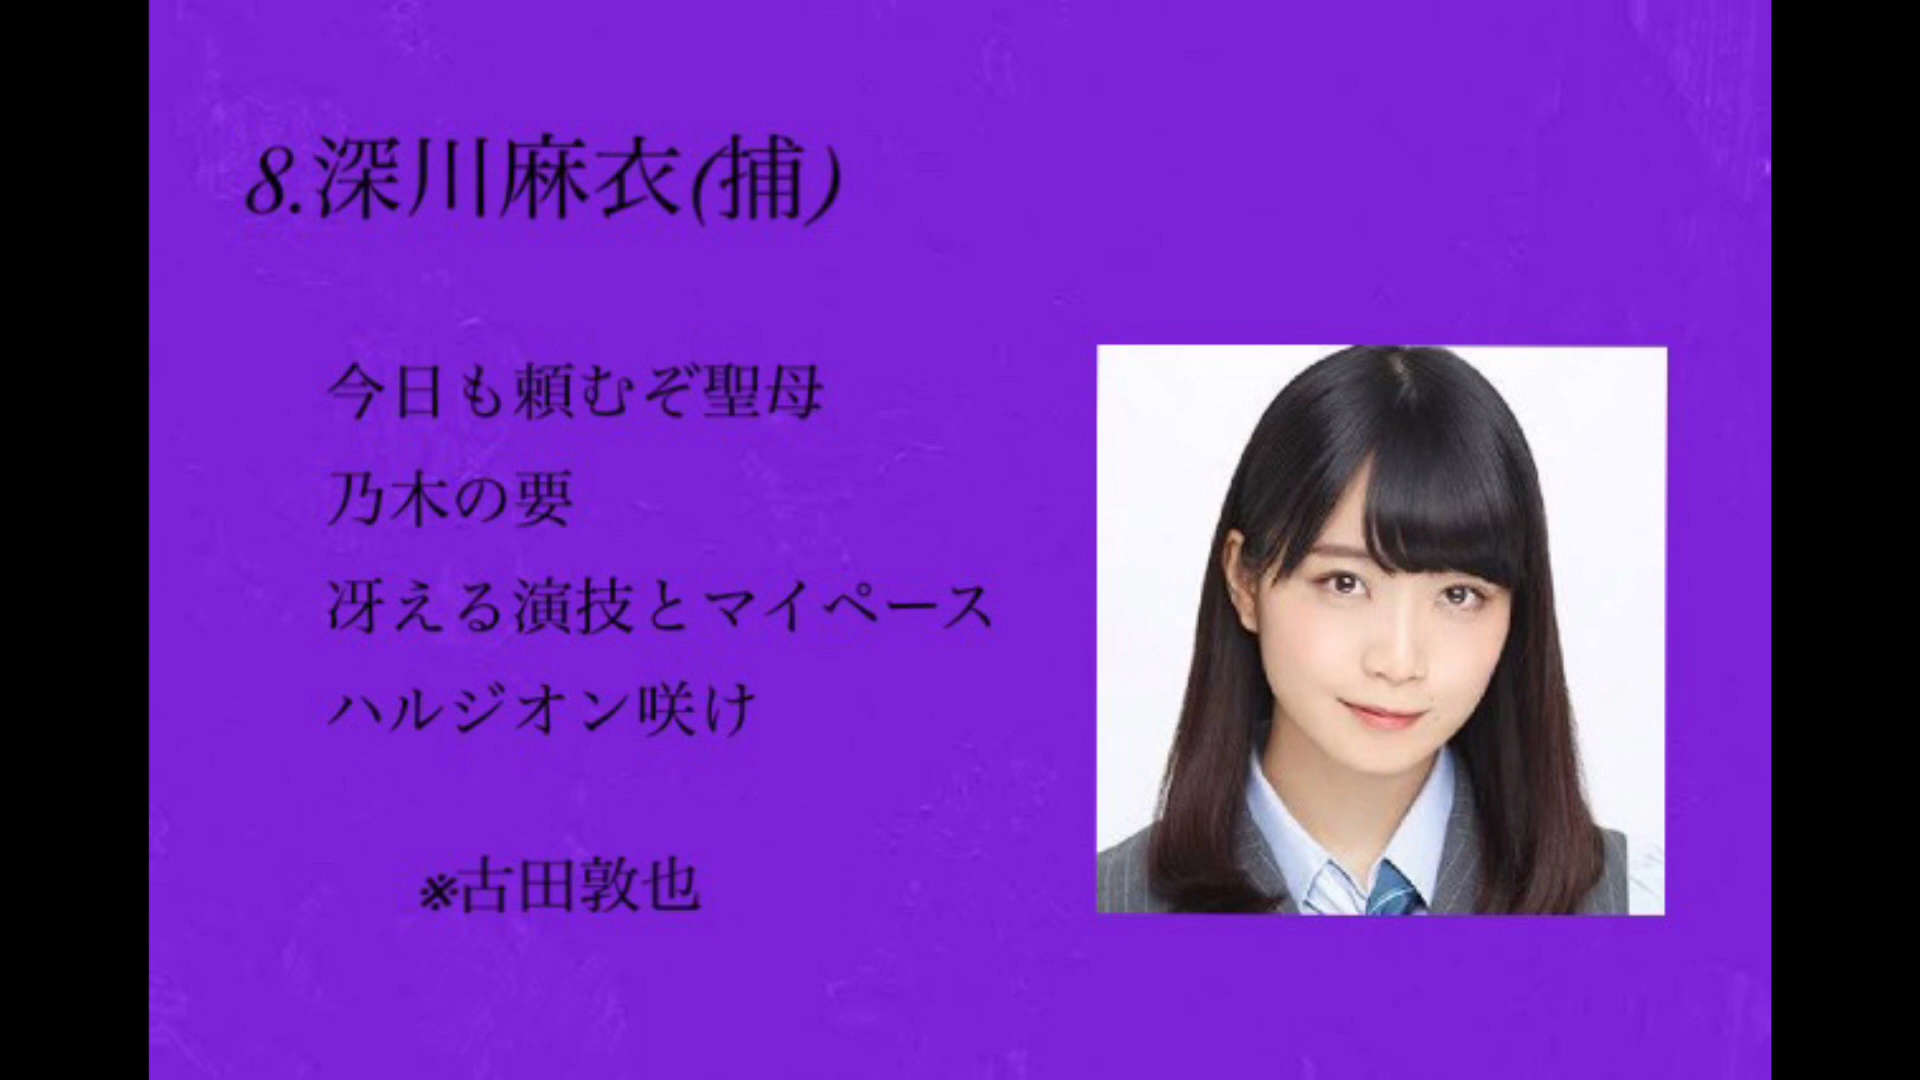 8.深川麻衣(捕)
今日も頼むぞ聖母
乃木の要
冴える演技とマイペース
ハルジオン咲け
※古田敦也